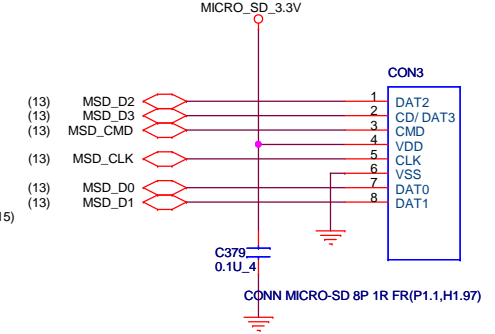 MICRO_SD_3.3V
CON3
(13) MSD_D2 1 DAT2
(13) MSD_D3 2 CD/DAT3
(13) MSD_CMD 3 CMD
4 VDD
(13) MSD_CLK 5 CLK
6 VSS
(13) MSD_D0 7 DAT0
(13) MSD_D1 8 DAT1
15)
C379
0.1U_4
CONN MICRO-SD 8P 1R FR(P1.1,H1.97)